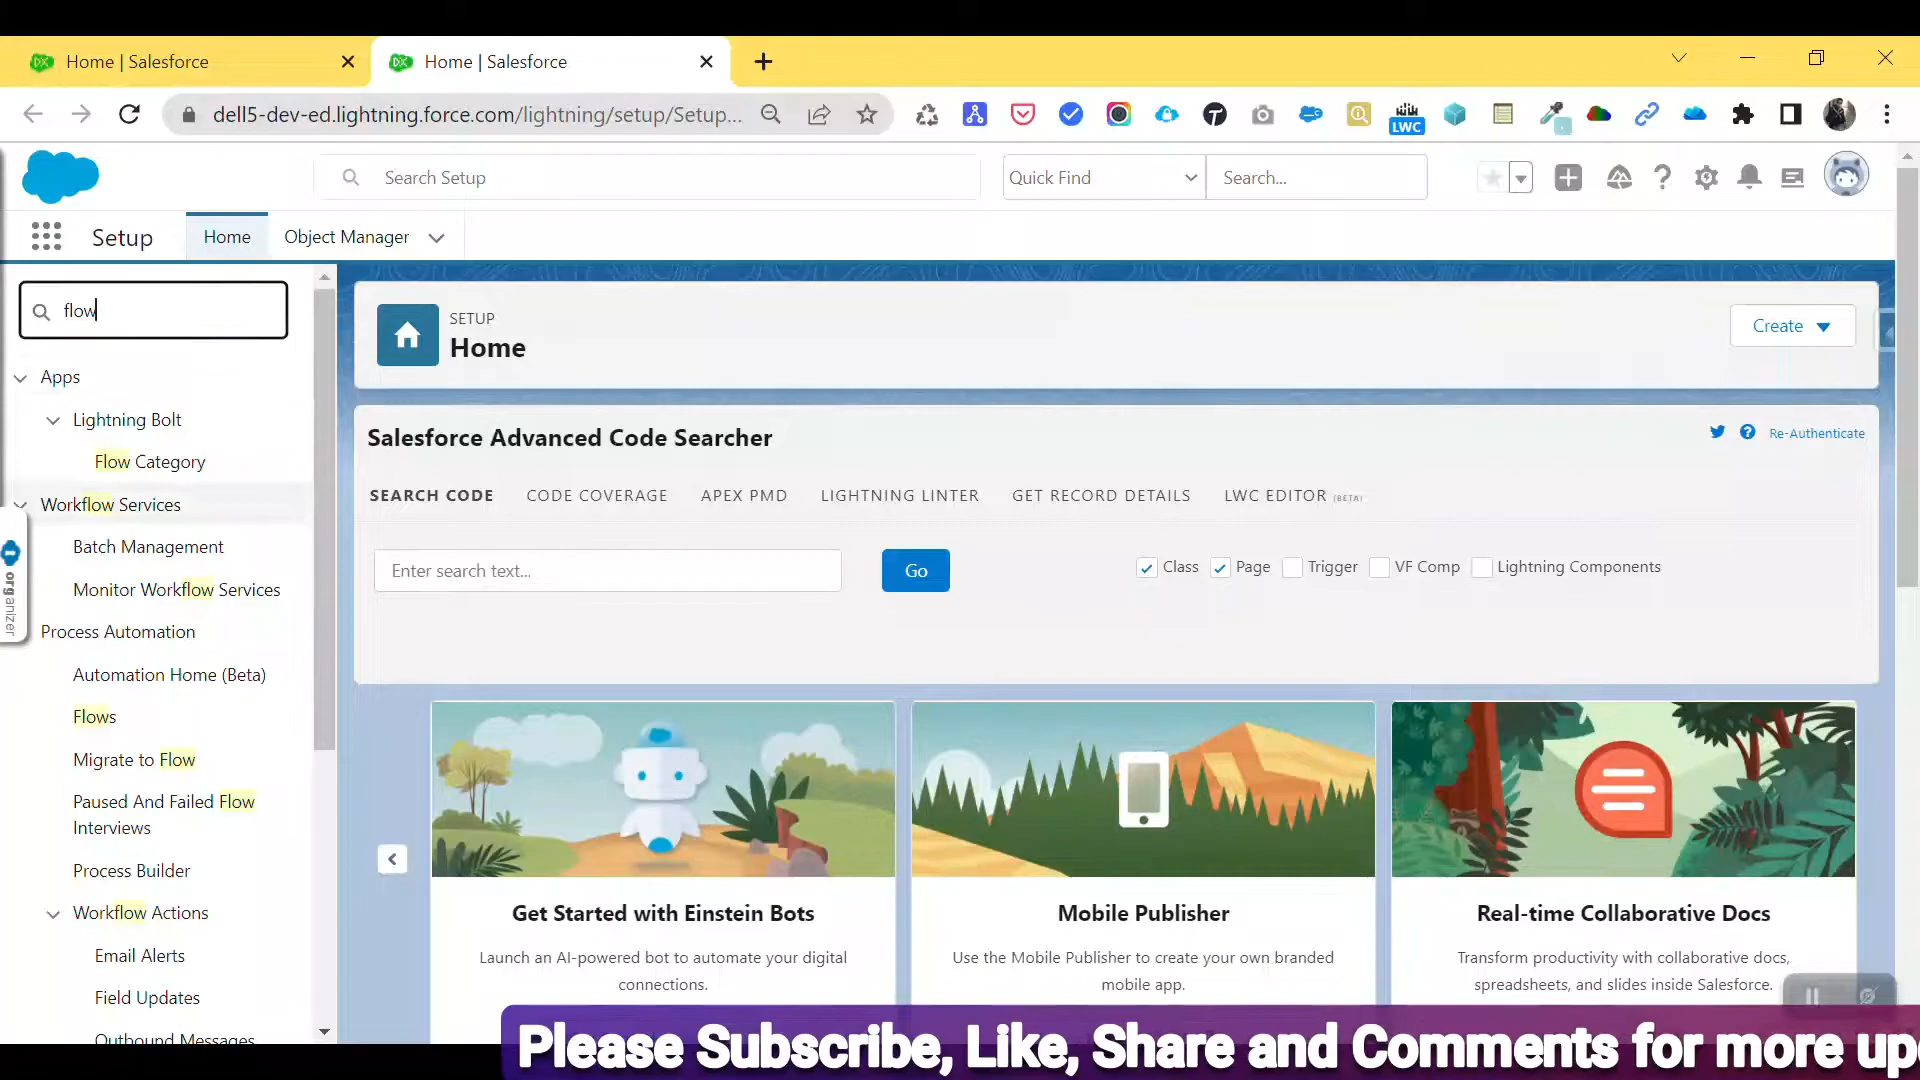 Home | Salesforce
Home | Salesforce
dell5-dev-ed.lightning.force.com/lightning/setup/Setup...
LWC
Search Setup
Quick Find
Search...
Setup
Home
Object Manager
flow
Apps
Lightning Bolt
Flow Category
Workflow Services
Batch Management
Monitor Workflow Services
Process Automation
Automation Home (Beta)
Flows
Migrate to Flow
Paused And Failed Flow
Interviews
Process Builder
Workflow Actions
Email Alerts
Field Updates
Outbound Messages
organizer
SETUP
Home
Create
Salesforce Advanced Code Searcher
Re-Authenticate
SEARCH CODE
CODE COVERAGE
APEX PMD
LIGHTNING LINTER
GET RECORD DETAILS
LWC EDITOR (BETA)
Enter search text...
Go
Class
Page
Trigger
VF Comp
Lightning Components
Get Started with Einstein Bots
Launch an AI-powered bot to automate your digital
connections.
Mobile Publisher
Use the Mobile Publisher to create your own branded
mobile app.
Real-time Collaborative Docs
Transform productivity with collaborative docs,
spreadsheets, and slides inside Salesforce.
Please Subscribe, Like, Share and Comments for more up